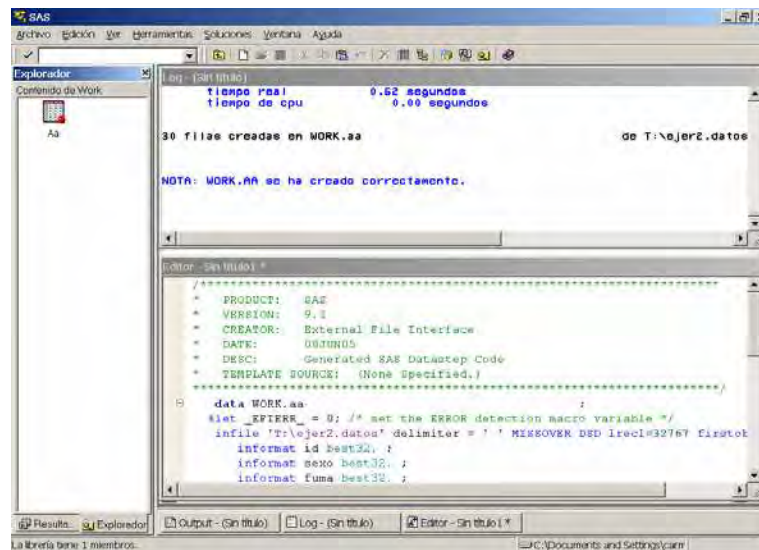 SAS
Archivo Edición Ver Herramientas Soluciones Ventana Ayuda
Explorador
Contenido de Work
Aa
Log - (Sin título)
tiempo real 0.62 segundos
tiempo de cpu 0.00 segundos
30 filas creadas en WORK.aa de T:\ejer2.datos
NOTA: WORK.AA se ha creado correctamente.
Editor - Sin título1 *
/**********************************************************************
* PRODUCT: SAS
* VERSION: 9.1
* CREATOR: External File Interface
* DATE: 08JUN05
* DESC: Generated SAS Datastep Code
* TEMPLATE SOURCE: (None Specified.)
***********************************************************************/
data WORK.aa ;
%let _EFIERR_ = 0; /* set the ERROR detection macro variable */
infile 'T:\ejer2.datos' delimiter = ' ' MISSOVER DSD lrecl=32767 firstob
informat id best32. ;
informat sexo best32. ;
informat fuma best32. ;
Results Explorador Output - (Sin título) Log - (Sin título) Editor - Sin título1 *
La librería tiene 1 miembros. C:\Documents and Settings\carm